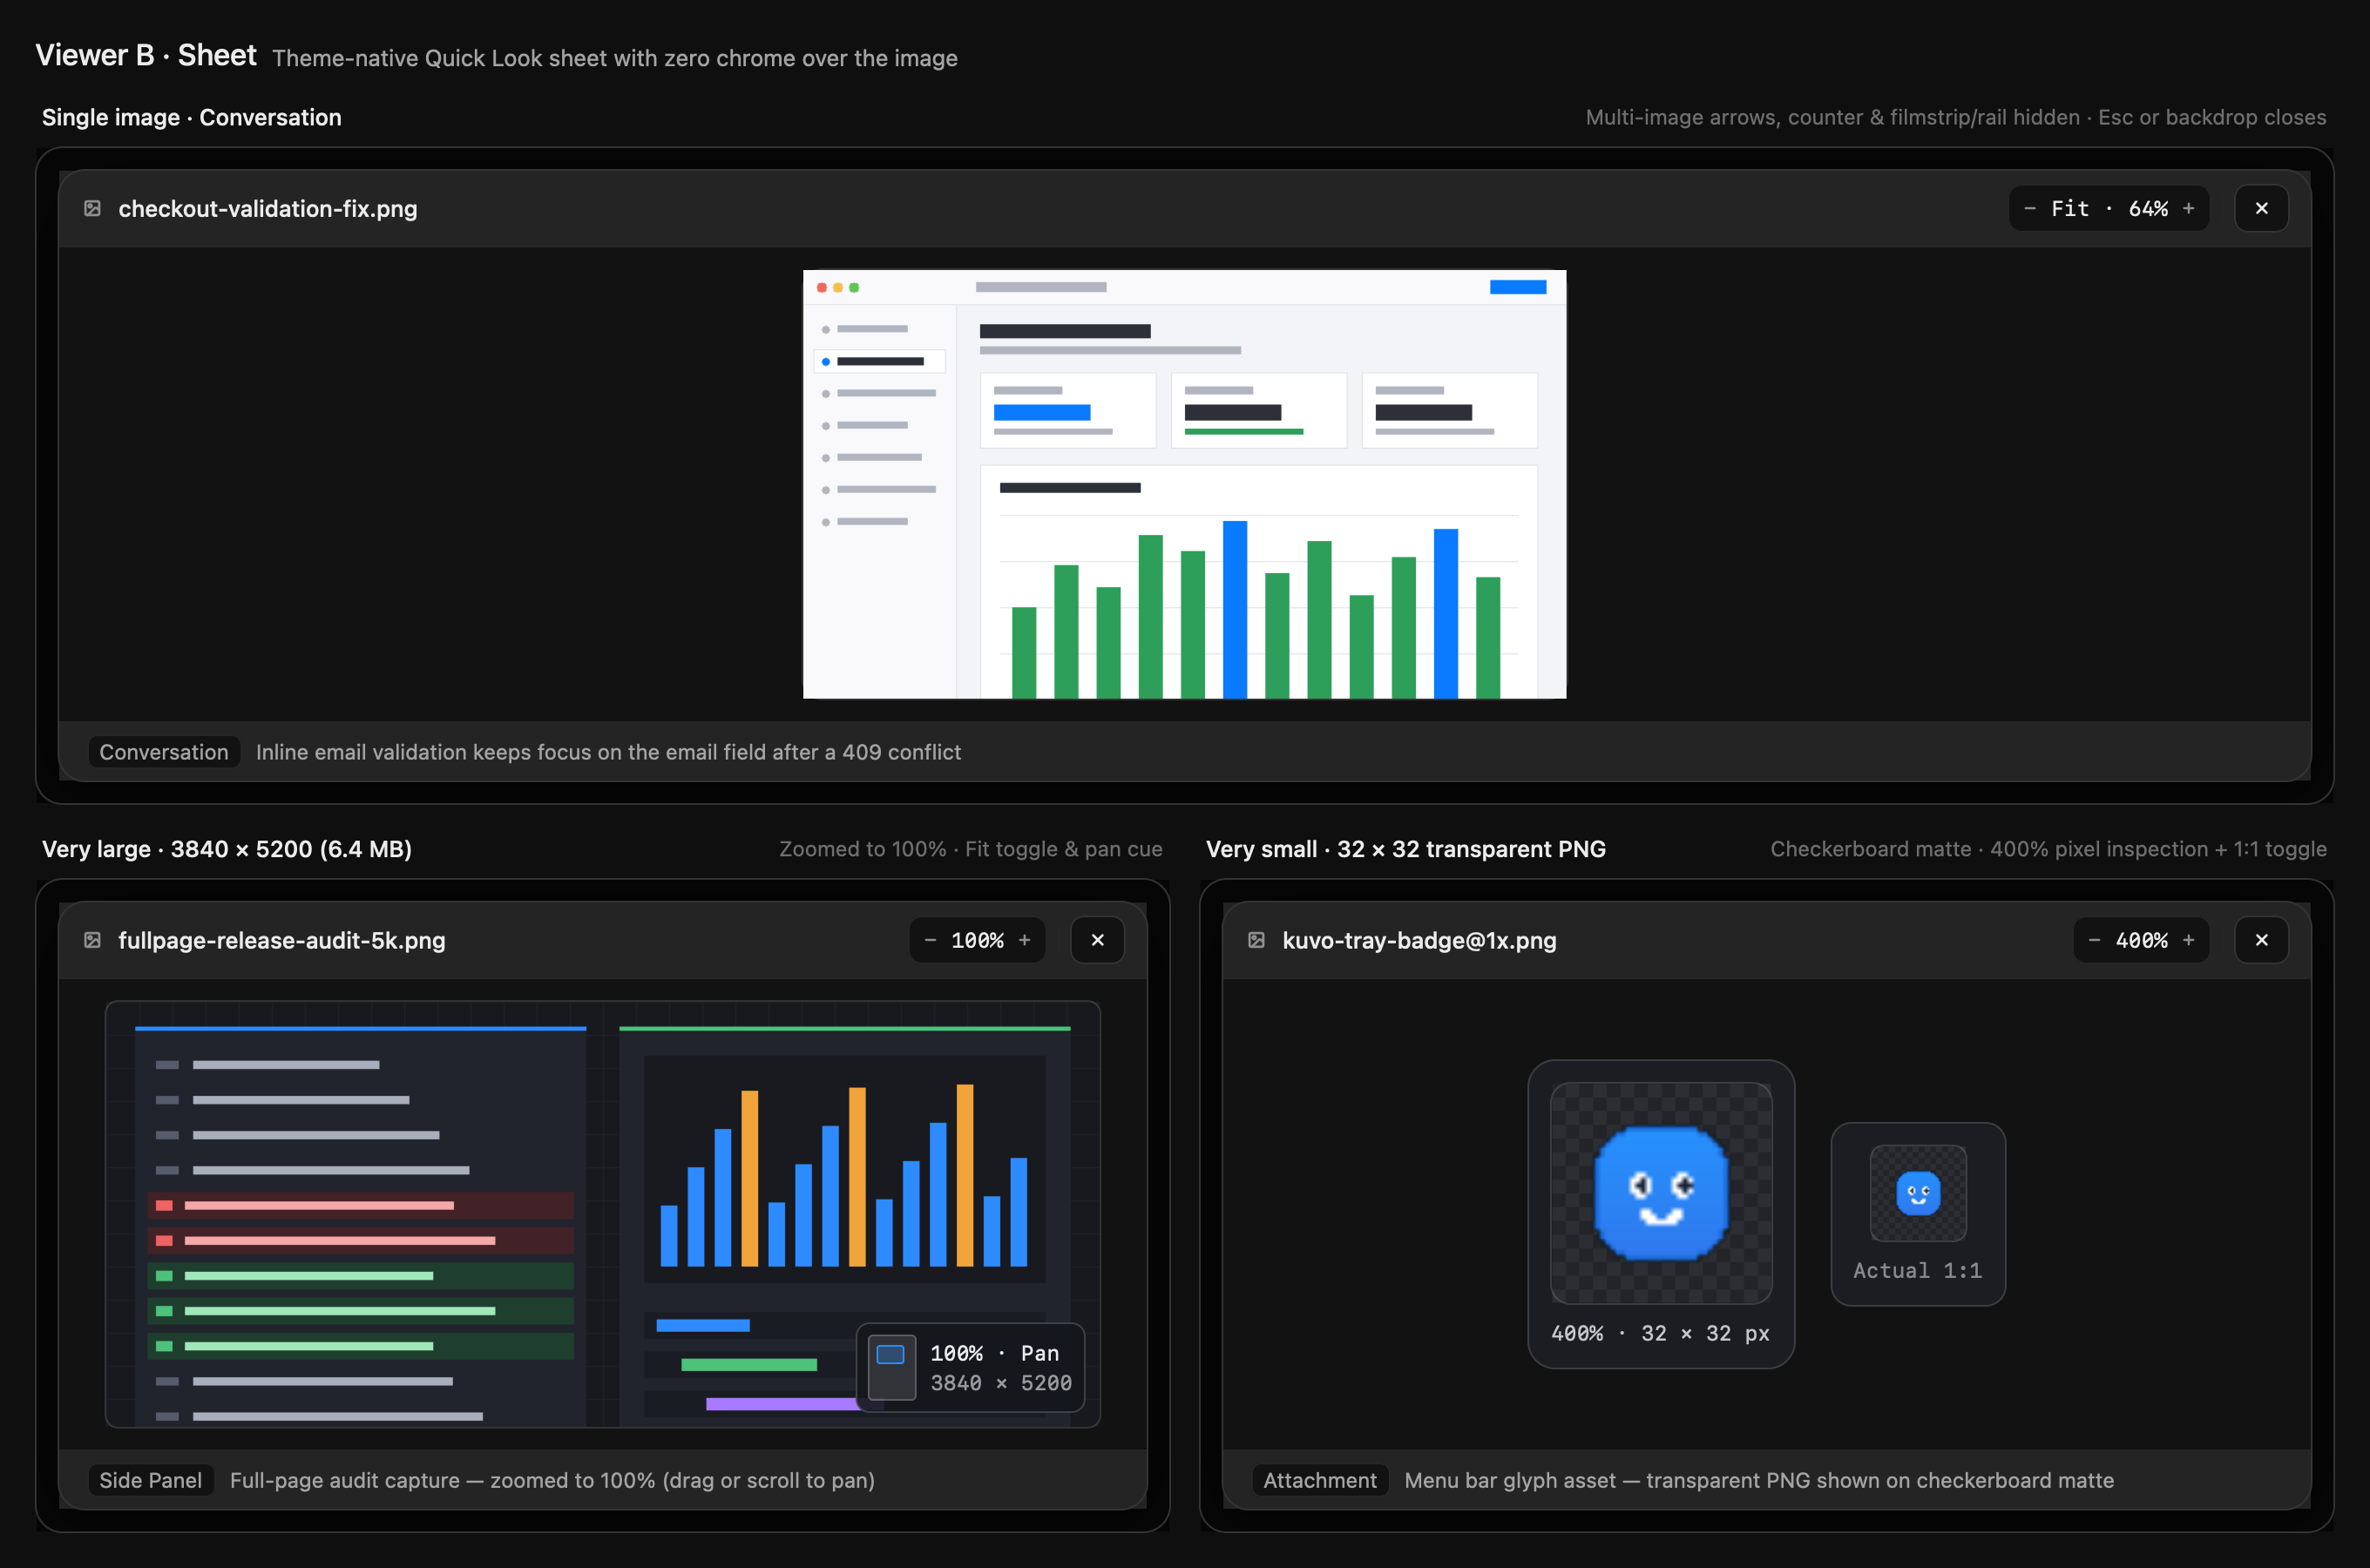 Viewer B · Sheet Theme-native Quick Look sheet with zero chrome over the image
Single image · Conversation
Multi-image arrows, counter & filmstrip/rail hidden · Esc or backdrop closes
checkout-validation-fix.png
− Fit · 64% + ×
Conversation Inline email validation keeps focus on the email field after a 409 conflict
Very large · 3840 × 5200 (6.4 MB)
Zoomed to 100% · Fit toggle & pan cue
fullpage-release-audit-5k.png
− 100% + ×
100% · Pan
3840 × 5200
Side Panel Full-page audit capture — zoomed to 100% (drag or scroll to pan)
Very small · 32 × 32 transparent PNG
Checkerboard matte · 400% pixel inspection + 1:1 toggle
kuvo-tray-badge@1x.png
− 400% + ×
400% · 32 × 32 px
Actual 1:1
Attachment Menu bar glyph asset — transparent PNG shown on checkerboard matte